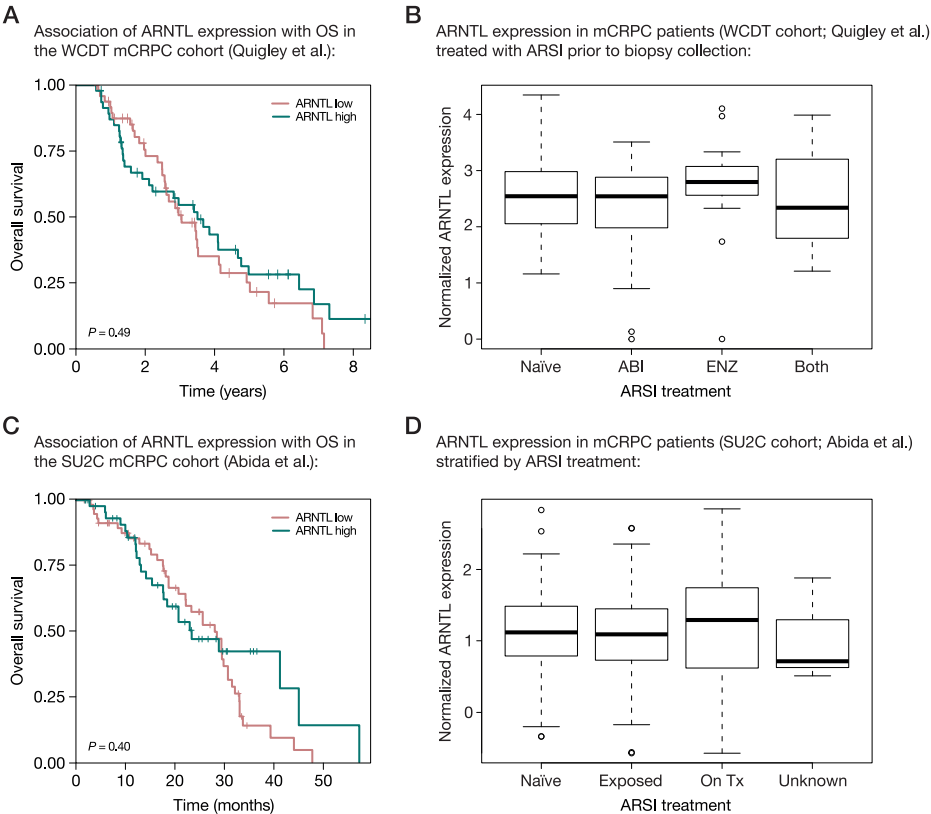 A
Association of ARNTL expression with OS in
the WCDT mCRPC cohort (Quigley et al.):
1.00
0.75
0.50
0.25
0.00
Overall survival
ARNTL low
ARNTL high
P = 0.49
0
2
4
6
8
Time (years)
B
ARNTL expression in mCRPC patients (WCDT cohort; Quigley et al.)
treated with ARSI prior to biopsy collection:
4
3
2
1
0
Normalized ARNTL expression
Naïve
ABI
ENZ
Both
ARSI treatment
C
Association of ARNTL expression with OS in
the SU2C mCRPC cohort (Abida et al.):
1.00
0.75
0.50
0.25
0.00
Overall survival
ARNTL low
ARNTL high
P = 0.40
0
10
20
30
40
50
Time (months)
D
ARNTL expression in mCRPC patients (SU2C cohort; Abida et al.)
stratified by ARSI treatment:
2
1
0
Normalized ARNTL expression
Naïve
Exposed
On Tx
Unknown
ARSI treatment